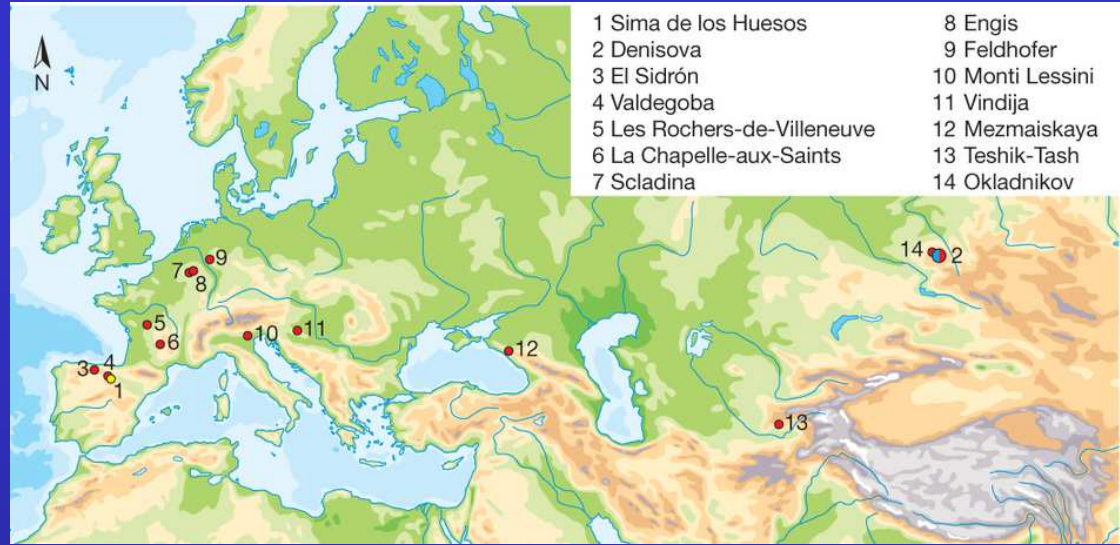 1 Sima de los Huesos
2 Denisova
3 El Sidrón
4 Valdegoba
5 Les Rochers-de-Villeneuve
6 La Chapelle-aux-Saints
7 Scladina
8 Engis
9 Feldhofer
10 Monti Lessini
11 Vindija
12 Mezmaiskaya
13 Teshik-Tash
14 Okladnikov
N
9
7
8
14
2
5
6
10
11
12
3
4
1
13